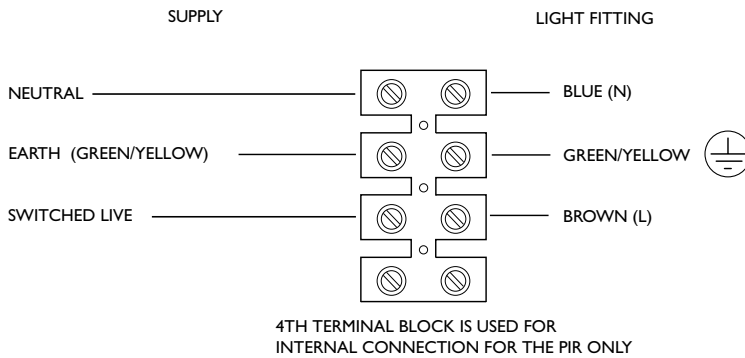 SUPPLY LIGHT FITTING
NEUTRAL BLUE (N)
EARTH (GREEN/YELLOW) GREEN/YELLOW
SWITCHED LIVE BROWN (L)
4TH TERMINAL BLOCK IS USED FOR
INTERNAL CONNECTION FOR THE PIR ONLY